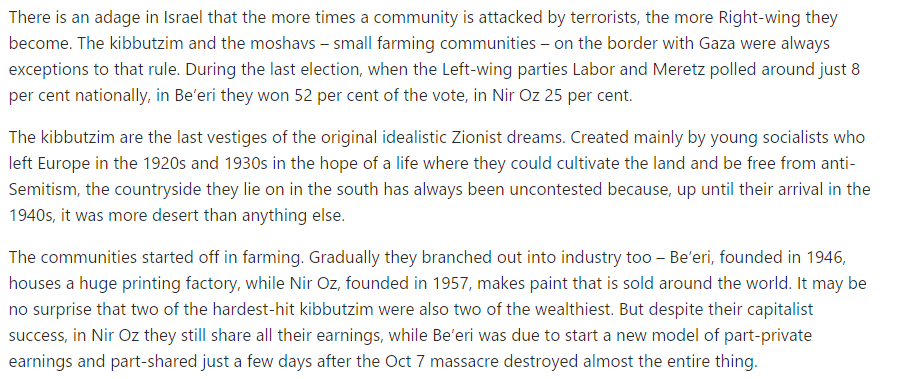 There is an adage in Israel that the more times a community is attacked by terrorists, the more Right-wing they
become. The kibbutzim and the moshavs – small farming communities – on the border with Gaza were always
exceptions to that rule. During the last election, when the Left-wing parties Labor and Meretz polled around just 8
per cent nationally, in Be’eri they won 52 per cent of the vote, in Nir Oz 25 per cent.
The kibbutzim are the last vestiges of the original idealistic Zionist dreams. Created mainly by young socialists who
left Europe in the 1920s and 1930s in the hope of a life where they could cultivate the land and be free from anti-
Semitism, the countryside they lie on in the south has always been uncontested because, up until their arrival in the
1940s, it was more desert than anything else.
The communities started off in farming. Gradually they branched out into industry too – Be’eri, founded in 1946,
houses a huge printing factory, while Nir Oz, founded in 1957, makes paint that is sold around the world. It may be
no surprise that two of the hardest-hit kibbutzim were also two of the wealthiest. But despite their capitalist
success, in Nir Oz they still share all their earnings, while Be’eri was due to start a new model of part-private
earnings and part-shared just a few days after the Oct 7 massacre destroyed almost the entire thing.